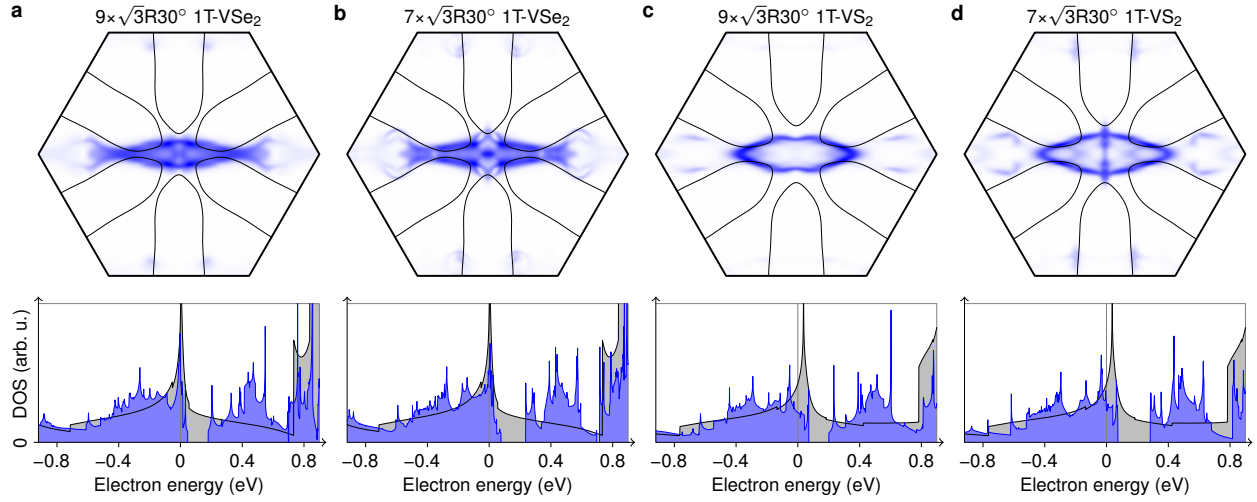 a 9×√3R30° 1T-VSe₂
b 7×√3R30° 1T-VSe₂
c 9×√3R30° 1T-VS₂
d 7×√3R30° 1T-VS₂
DOS (arb. u.)
0
−0.8 −0.4 0 0.4 0.8
−0.8 −0.4 0 0.4 0.8
−0.8 −0.4 0 0.4 0.8
−0.8 −0.4 0 0.4 0.8
Electron energy (eV)
Electron energy (eV)
Electron energy (eV)
Electron energy (eV)